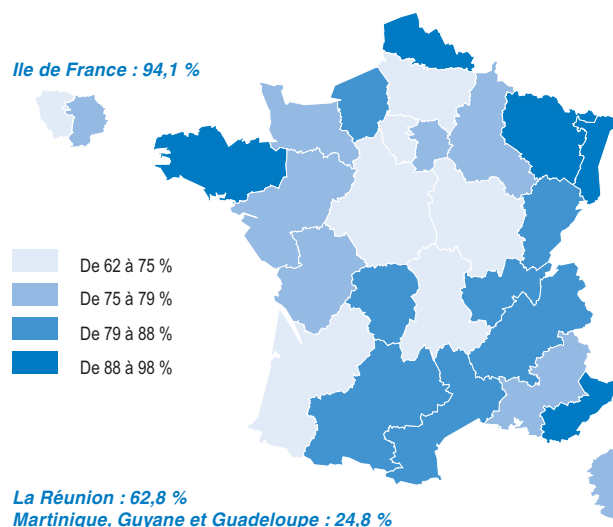 Ile de France : 94,1 %
De 62 à 75 %
De 75 à 79 %
De 79 à 88 %
De 88 à 98 %
La Réunion : 62,8 %
Martinique, Guyane et Guadeloupe : 24,8 %